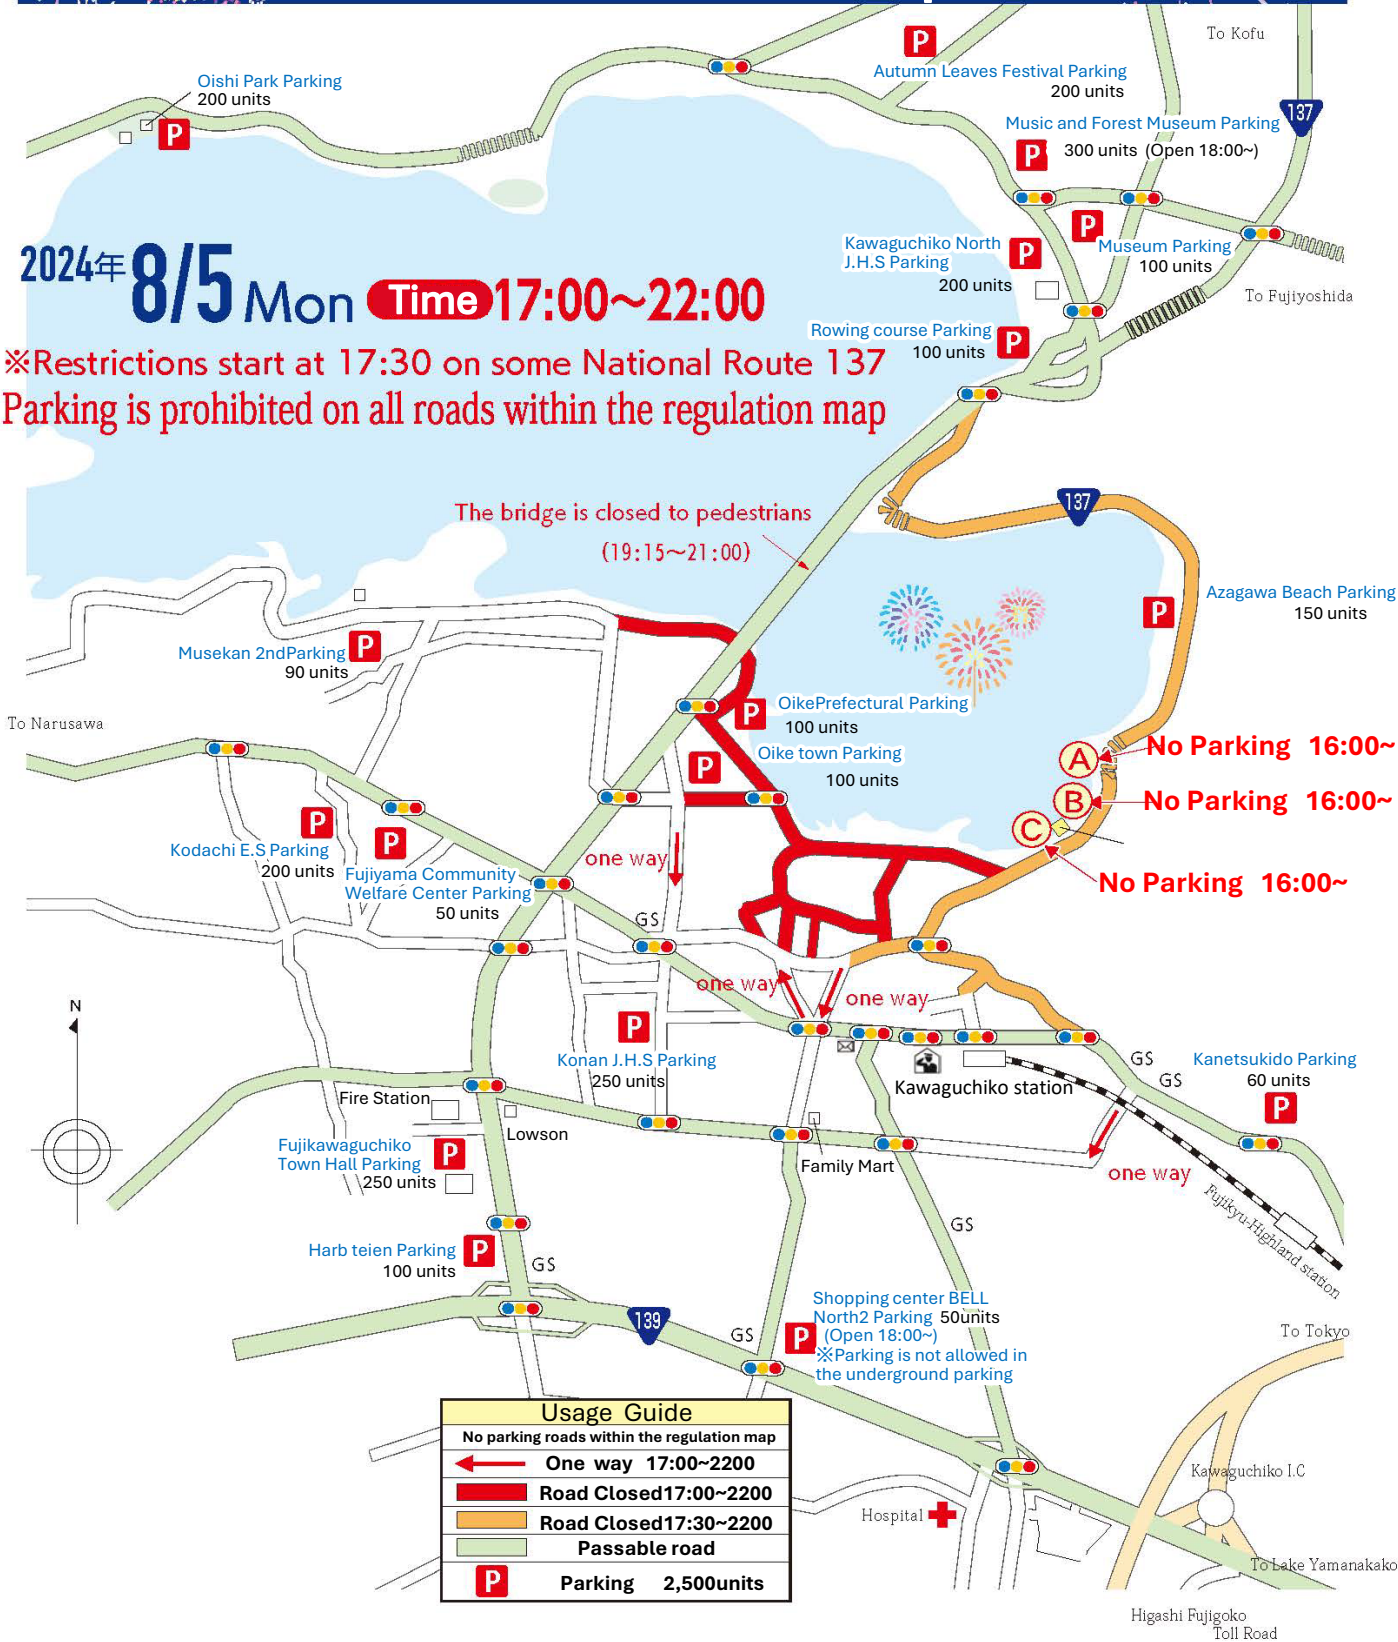 To Kofu
Autumn Leaves Festival Parking
200 units
Oishi Park Parking
200 units
137
Music and Forest Museum Parking
300 units (Open 18:00~)
P
P
P
P
Kawaguchiko North
J.H.S Parking
200 units
P
Museum Parking
100 units
To Fujiyoshida
2024年 8/5 Mon Time 17:00～22:00
Rowing course Parking
100 units
P
※Restrictions start at 17:30 on some National Route 137
Parking is prohibited on all roads within the regulation map
137
The bridge is closed to pedestrians
(19:15～21:00)
Azagawa Beach Parking
150 units
P
Musekan 2ndParking
90 units
P
To Narusawa
OikePrefectural Parking
100 units
P
Oike town Parking
100 units
P
A
No Parking 16:00~
B
No Parking 16:00~
C
No Parking 16:00~
P
Kodachi E.S Parking
200 units
P
Fujiyama Community
Welfaré Center Parking
50 units
one way
GS
one way
one way
N
P
Konan J.H.S Parking
250 units
Kawaguchiko station
GS
GS
Kanetsukido Parking
60 units
P
Fire Station
Lowson
Family Mart
one way
Fujikawaguchiko
Town Hall Parking
250 units
P
Fujikyu-Highland station
GS
Harb teien Parking
100 units
P
GS
139
GS
P
Shopping center BELL
North2 Parking 50units
(Open 18:00~)
※Parking is not allowed in
the underground parking
To Tokyo
Usage Guide
No parking roads within the regulation map
One way 17:00~2200
Road Closed17:00~2200
Road Closed17:30~2200
Passable road
P Parking 2,500units
Hospital
Kawaguchiko I.C
To Lake Yamanakako
Higashi Fujigoko
Toll Road